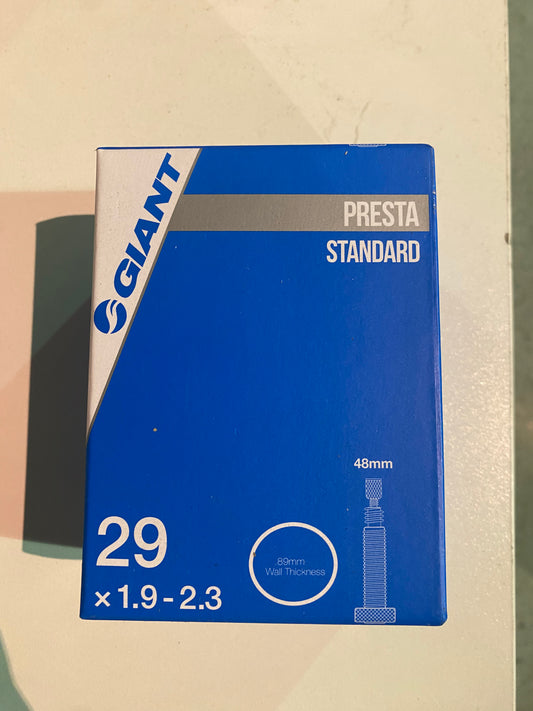 GIANT
PRESTA
STANDARD
48mm
29
× 1.9 - 2.3
.89mm
Wall Thickness